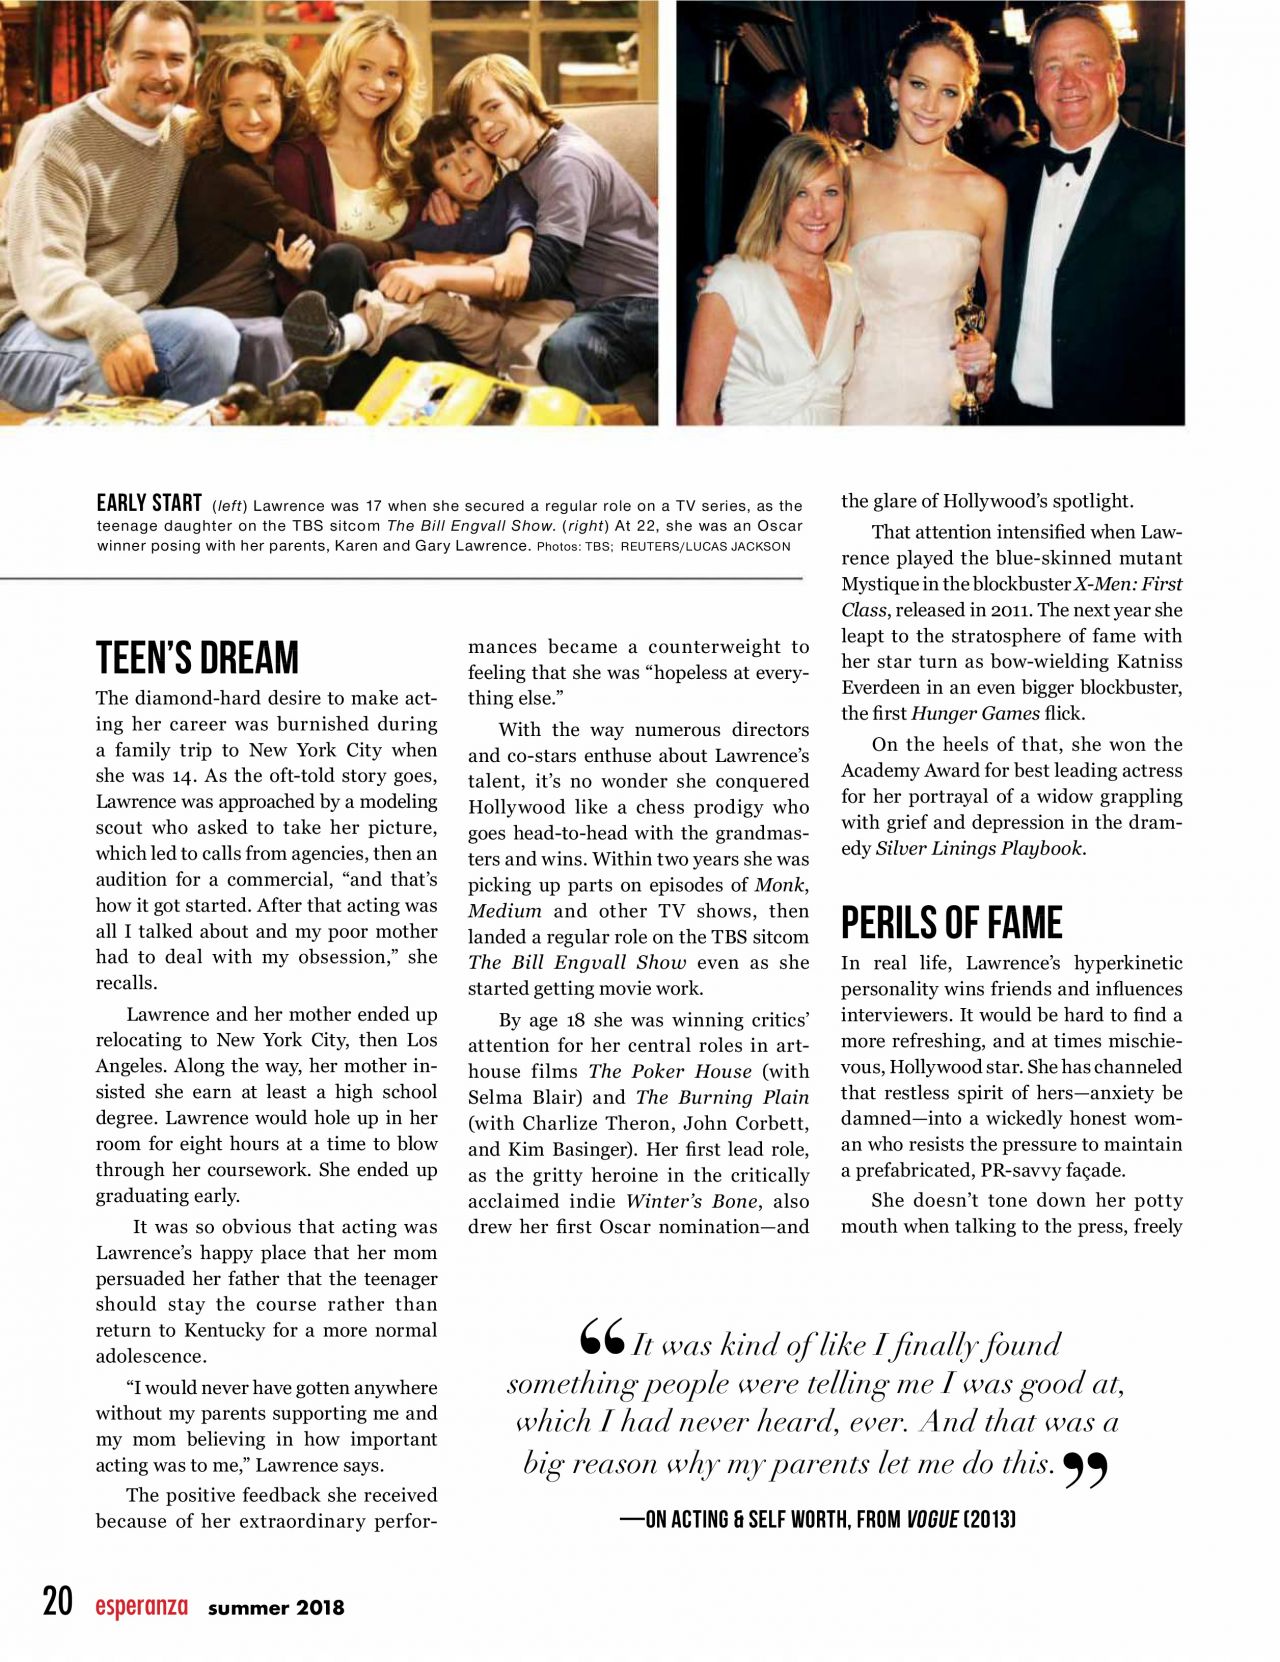 EARLY START (left) Lawrence was 17 when she secured a regular role on a TV series, as the
teenage daughter on the TBS sitcom The Bill Engvall Show. (right) At 22, she was an Oscar
winner posing with her parents, Karen and Gary Lawrence. Photos: TBS; REUTERS/LUCAS JACKSON
TEEN'S DREAM
The diamond-hard desire to make act-
ing her career was burnished during
a family trip to New York City when
she was 14. As the oft-told story goes,
Lawrence was approached by a modeling
scout who asked to take her picture,
which led to calls from agencies, then an
audition for a commercial, “and that’s
how it got started. After that acting was
all I talked about and my poor mother
had to deal with my obsession,” she
recalls.
Lawrence and her mother ended up
relocating to New York City, then Los
Angeles. Along the way, her mother in-
sisted she earn at least a high school
degree. Lawrence would hole up in her
room for eight hours at a time to blow
through her coursework. She ended up
graduating early.
It was so obvious that acting was
Lawrence’s happy place that her mom
persuaded her father that the teenager
should stay the course rather than
return to Kentucky for a more normal
adolescence.
“I would never have gotten anywhere
without my parents supporting me and
my mom believing in how important
acting was to me,” Lawrence says.
The positive feedback she received
because of her extraordinary perfor-
mances became a counterweight to
feeling that she was “hopeless at every-
thing else.”
With the way numerous directors
and co-stars enthuse about Lawrence’s
talent, it’s no wonder she conquered
Hollywood like a chess prodigy who
goes head-to-head with the grandmas-
ters and wins. Within two years she was
picking up parts on episodes of Monk,
Medium and other TV shows, then
landed a regular role on the TBS sitcom
The Bill Engvall Show even as she
started getting movie work.
By age 18 she was winning critics’
attention for her central roles in art-
house films The Poker House (with
Selma Blair) and The Burning Plain
(with Charlize Theron, John Corbett,
and Kim Basinger). Her first lead role,
as the gritty heroine in the critically
acclaimed indie Winter’s Bone, also
drew her first Oscar nomination—and
the glare of Hollywood’s spotlight.
That attention intensified when Law-
rence played the blue-skinned mutant
Mystique in the blockbuster X-Men: First
Class, released in 2011. The next year she
leapt to the stratosphere of fame with
her star turn as bow-wielding Katniss
Everdeen in an even bigger blockbuster,
the first Hunger Games flick.
On the heels of that, she won the
Academy Award for best leading actress
for her portrayal of a widow grappling
with grief and depression in the dram-
edy Silver Linings Playbook.
PERILS OF FAME
In real life, Lawrence’s hyperkinetic
personality wins friends and influences
interviewers. It would be hard to find a
more refreshing, and at times mischie-
vous, Hollywood star. She has channeled
that restless spirit of hers—anxiety be
damned—into a wickedly honest wom-
an who resists the pressure to maintain
a prefabricated, PR-savvy façade.
She doesn’t tone down her potty
mouth when talking to the press, freely
“It was kind of like I finally found
something people were telling me I was good at,
which I had never heard, ever. And that was a
big reason why my parents let me do this.”
—ON ACTING & SELF WORTH, FROM VOGUE (2013)
20 esperanza summer 2018